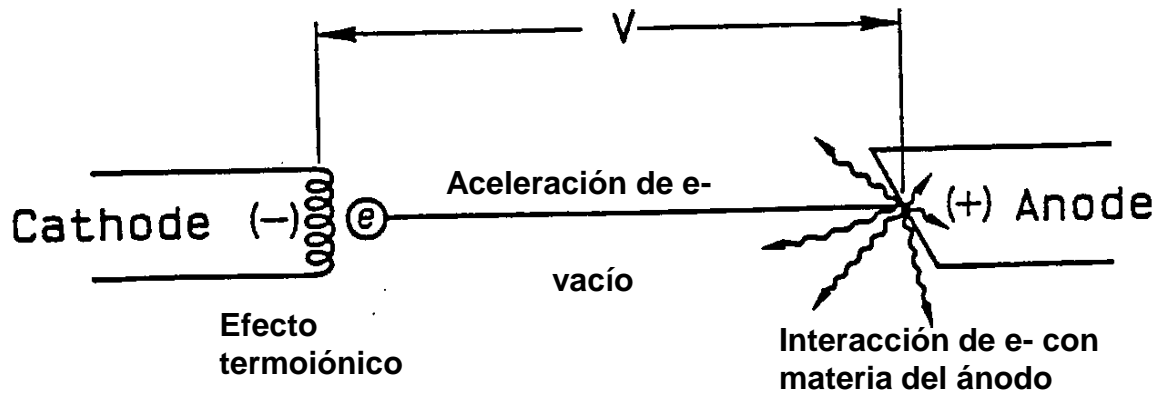 V
Aceleración de e-
Cathode (-) e (+) Anode
vacío
Efecto
termoiónico
Interacción de e- con
materia del ánodo